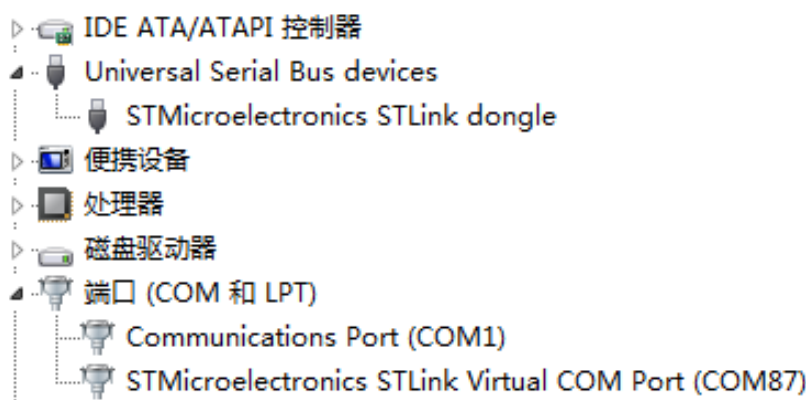 IDE ATA/ATAPI 控制器
Universal Serial Bus devices
STMicroelectronics STLink dongle
便携设备
处理器
磁盘驱动器
端口 (COM 和 LPT)
Communications Port (COM1)
STMicroelectronics STLink Virtual COM Port (COM87)